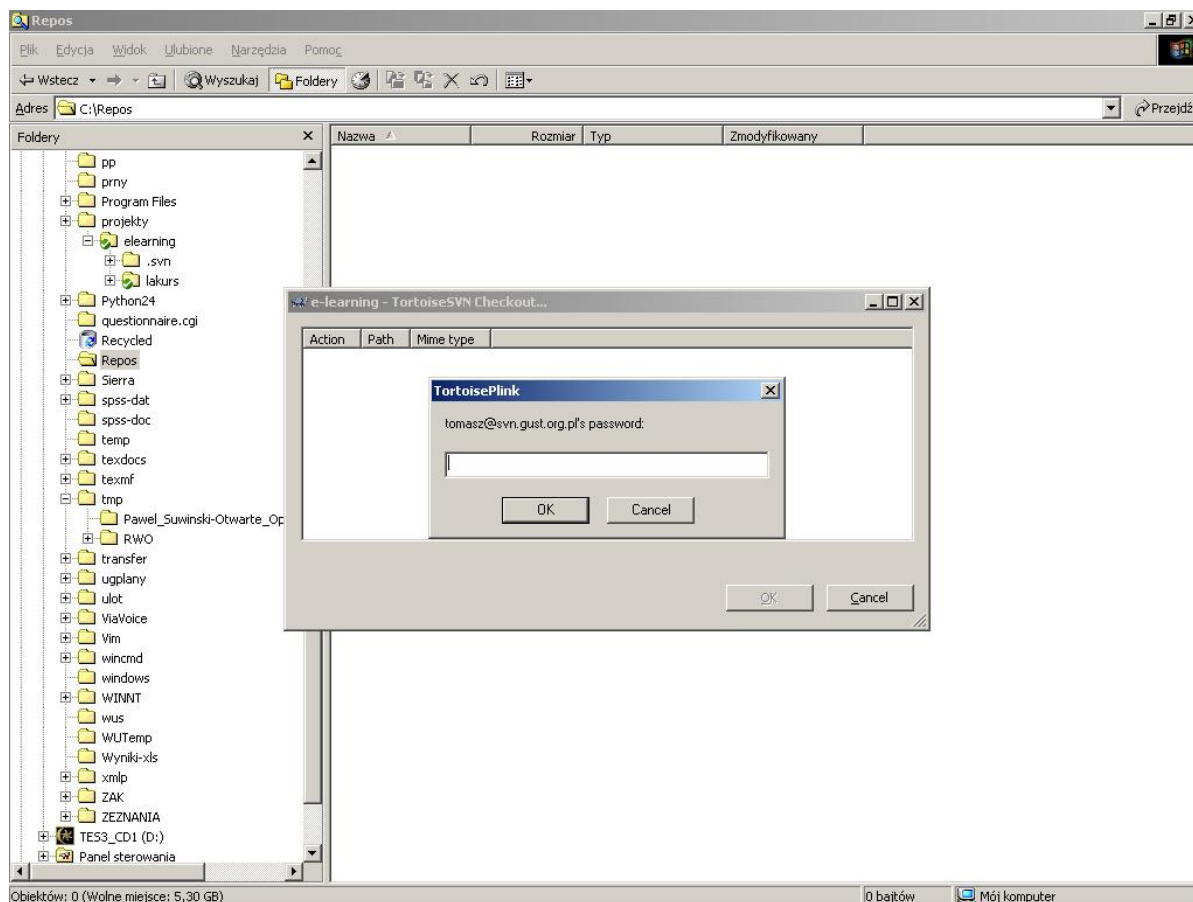 Repos
Plik Edycja Widok Ulubione Narzędzia Pomoc
Wstecz Wyszukaj Foldery
Adres C:\Repos Przejdź
Foldery
Nazwa Rozmiar Typ Zmodyfikowany
pp
prny
Program Files
projekty
elearning
.svn
lakurs
Python24
questionnaire.cgi
Recycled
Repos
Sierra
spss-dat
spss-doc
temp
texdocs
texmf
tmp
Pawel_Suwinski-Otwarte_Op
RWO
transfer
ugplany
ulot
ViaVoice
Vim
wincmd
windows
WINNT
wus
WUTemp
Wyniki-xls
xmlp
ZAK
ZEZNANIA
TES3_CD1 (D:)
Panel sterowania
e-learning - TortoiseSVN Checkout...
Action Path Mime type
TortoisePlink
tomasz@svn.gust.org.pl's password:
OK Cancel
OK Cancel
Obiektów: 0 (Wolne miejsce: 5,30 GB) 0 bajtów Mój komputer